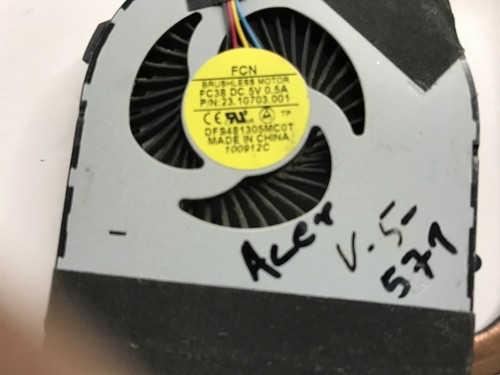 FCN
BRUSHLESS MOTOR
FC38 DC 5V 0.5A
P/N:23.10703.001
CE TP
DFS481305MC0T
MADE IN CHINA
100912C
Acer
V-5-
571